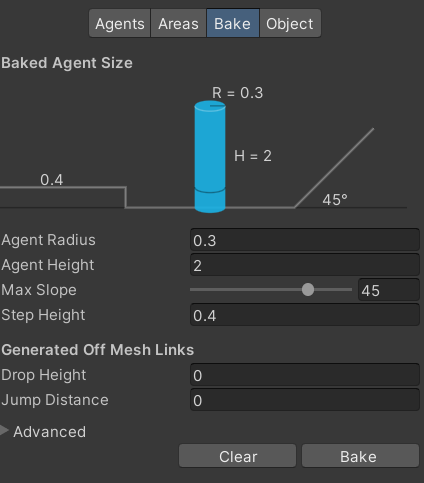 Agents Areas Bake Object
Baked Agent Size
R = 0.3
H = 2
0.4
45°
Agent Radius 0.3
Agent Height 2
Max Slope 45
Step Height 0.4
Generated Off Mesh Links
Drop Height 0
Jump Distance 0
Advanced
Clear Bake